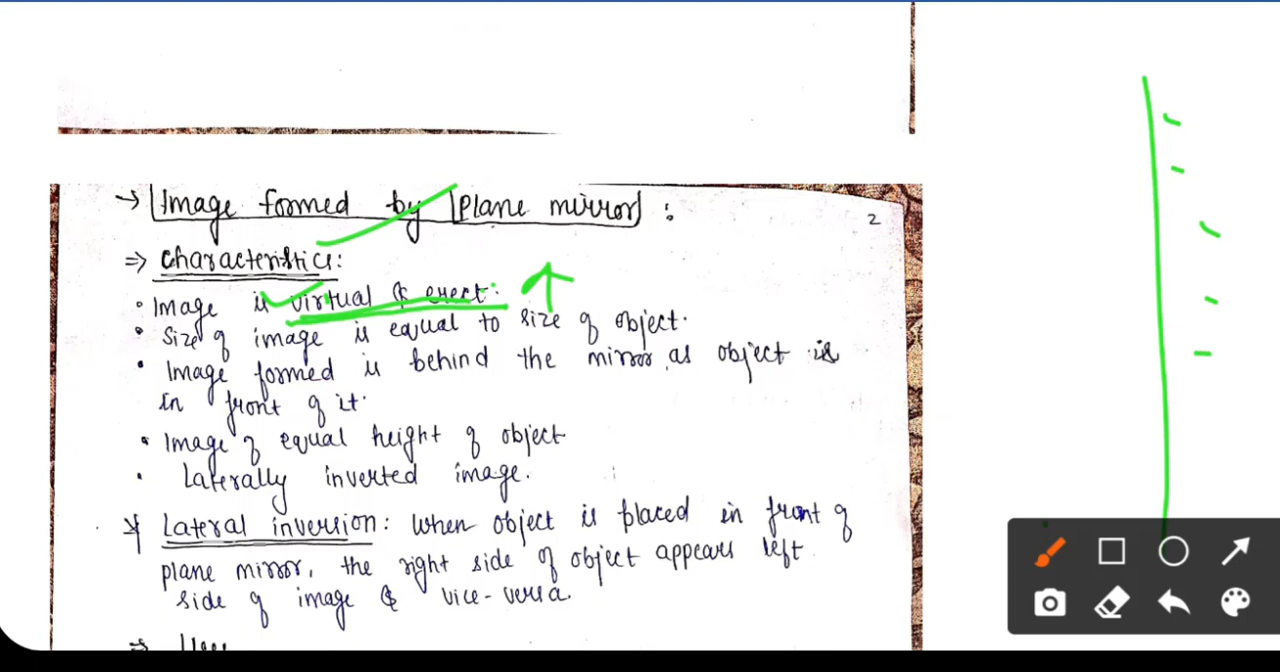 → Image formed by Plane mirror :
2
⇒ Characteristics:
• Image is virtual & erect.
• Size of image is equal to size of object.
• Image formed is behind the mirror as object is
in front of it.
• Image of equal height of object
• Laterally inverted image.
* Lateral inversion: When object is placed in front of
plane mirror, the right side of object appears left
side of image & vice-versa.
⇒ Uses